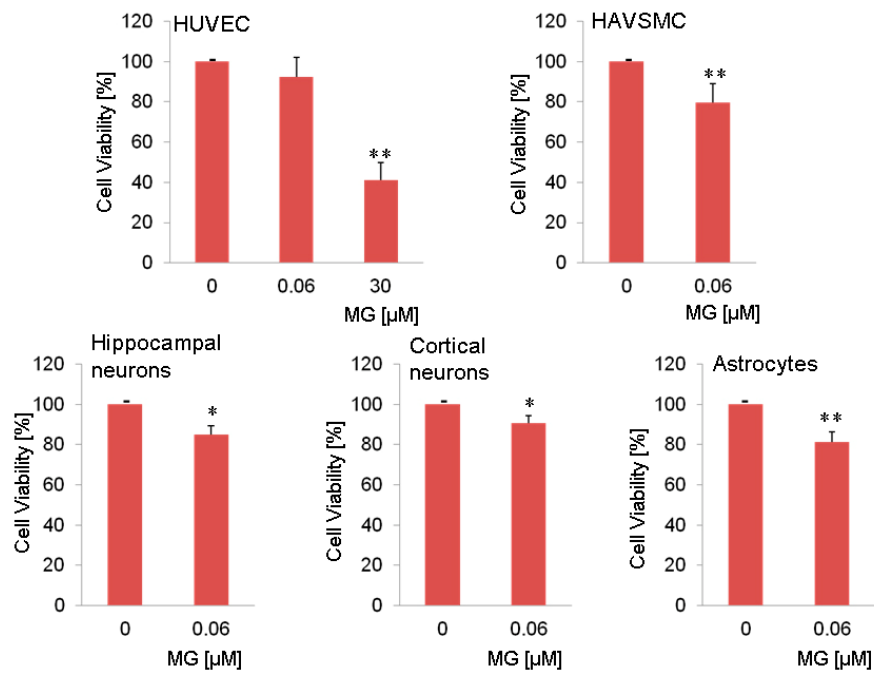 HUVEC
Cell Viability [%]
120
100
80
60
40
20
0
**
0 0.06 30
MG [µM]
HAVSMC
Cell Viability [%]
120
100
80
60
40
20
0
**
0 0.06
MG [µM]
Hippocampal
neurons
Cell Viability [%]
120
100
80
60
40
20
0
*
0 0.06
MG [µM]
Cortical
neurons
Cell Viability [%]
120
100
80
60
40
20
0
*
0 0.06
MG [µM]
Astrocytes
Cell Viability [%]
120
100
80
60
40
20
0
**
0 0.06
MG [µM]